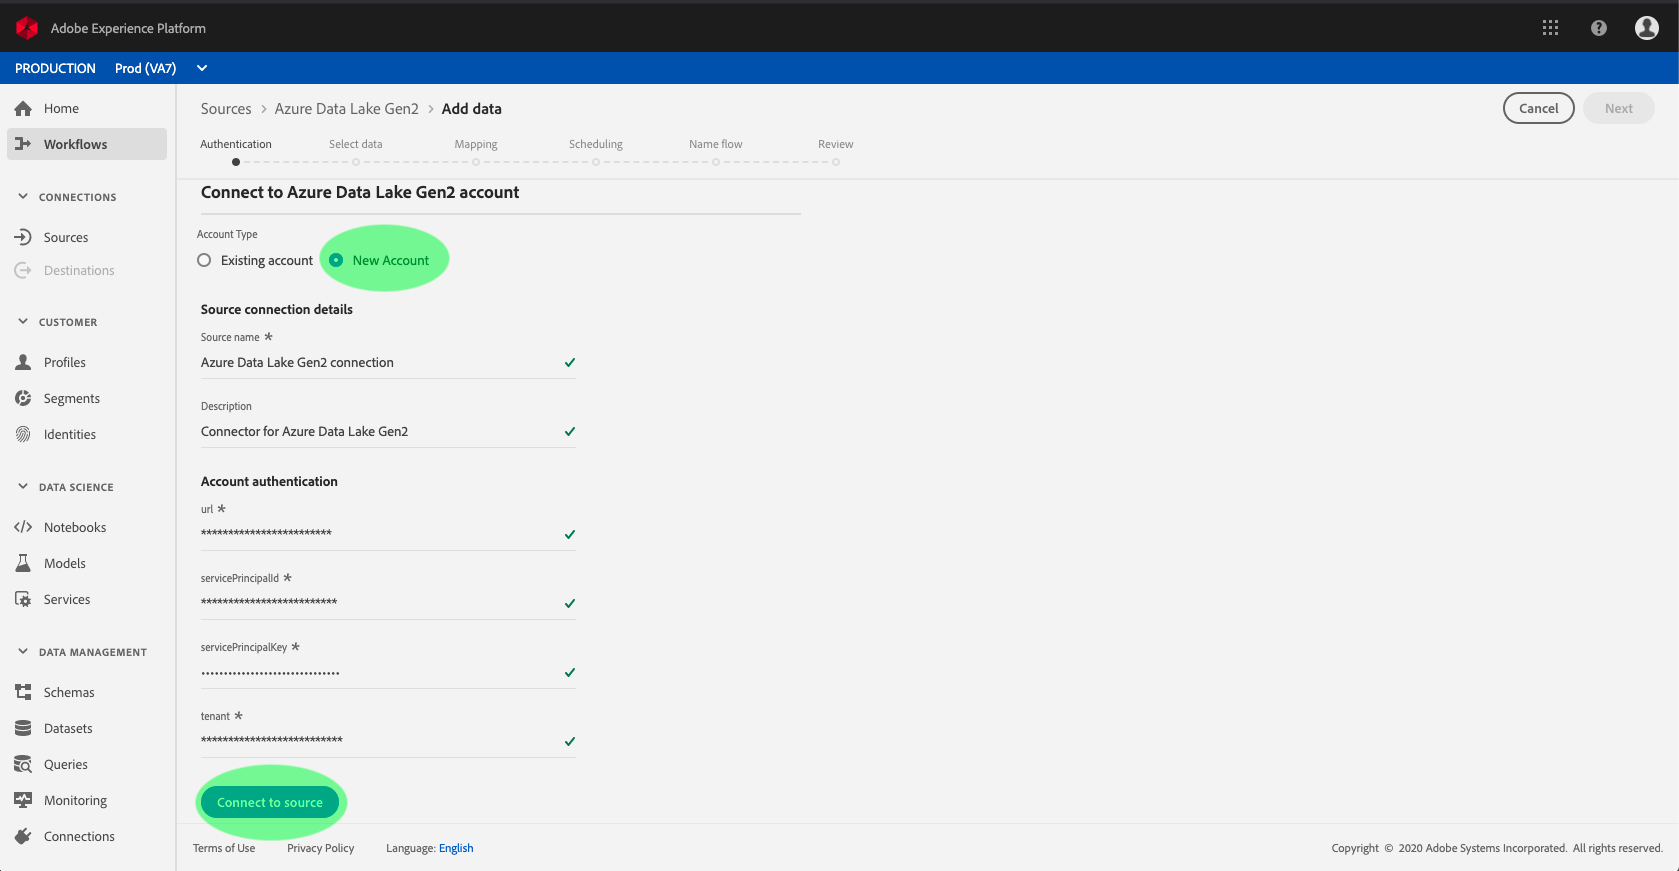 Adobe Experience Platform
?
PRODUCTION Prod (VA7)
Home
Workflows
CONNECTIONS
Sources
Destinations
CUSTOMER
Profiles
Segments
Identities
DATA SCIENCE
Notebooks
Models
Services
DATA MANAGEMENT
Schemas
Datasets
Queries
Monitoring
Connections
Sources > Azure Data Lake Gen2 > Add data
Cancel
Next
Authentication Select data Mapping Scheduling Name flow Review
Connect to Azure Data Lake Gen2 account
Account Type
Existing account New Account
Source connection details
Source name *
Azure Data Lake Gen2 connection
Description
Connector for Azure Data Lake Gen2
Account authentication
url *
************************
servicePrincipalId *
*************************
servicePrincipalKey *
•••••••••••••••••••••••••••••••
tenant *
**************************
Connect to source
Terms of Use Privacy Policy Language: English
Copyright © 2020 Adobe Systems Incorporated. All rights reserved.